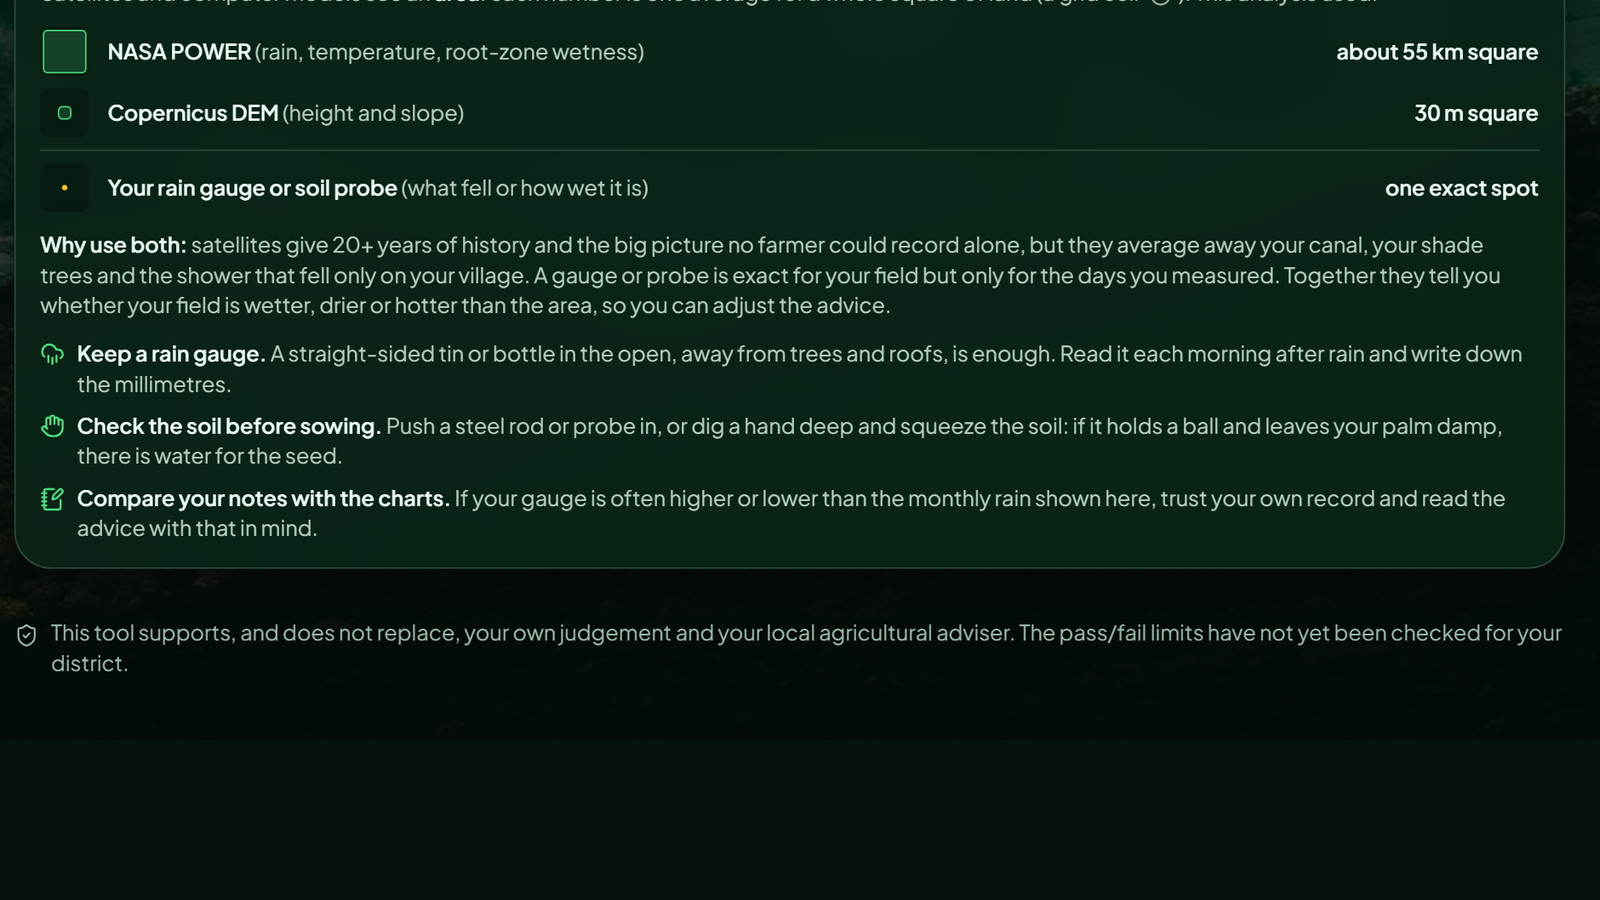 NASA POWER (rain, temperature, root-zone wetness) about 55 km square
Copernicus DEM (height and slope) 30 m square
Your rain gauge or soil probe (what fell or how wet it is) one exact spot
Why use both: satellites give 20+ years of history and the big picture no farmer could record alone, but they average away your canal, your shade
trees and the shower that fell only on your village. A gauge or probe is exact for your field but only for the days you measured. Together they tell you
whether your field is wetter, drier or hotter than the area, so you can adjust the advice.
Keep a rain gauge. A straight-sided tin or bottle in the open, away from trees and roofs, is enough. Read it each morning after rain and write down
the millimetres.
Check the soil before sowing. Push a steel rod or probe in, or dig a hand deep and squeeze the soil: if it holds a ball and leaves your palm damp,
there is water for the seed.
Compare your notes with the charts. If your gauge is often higher or lower than the monthly rain shown here, trust your own record and read the
advice with that in mind.
This tool supports, and does not replace, your own judgement and your local agricultural adviser. The pass/fail limits have not yet been checked for your
district.